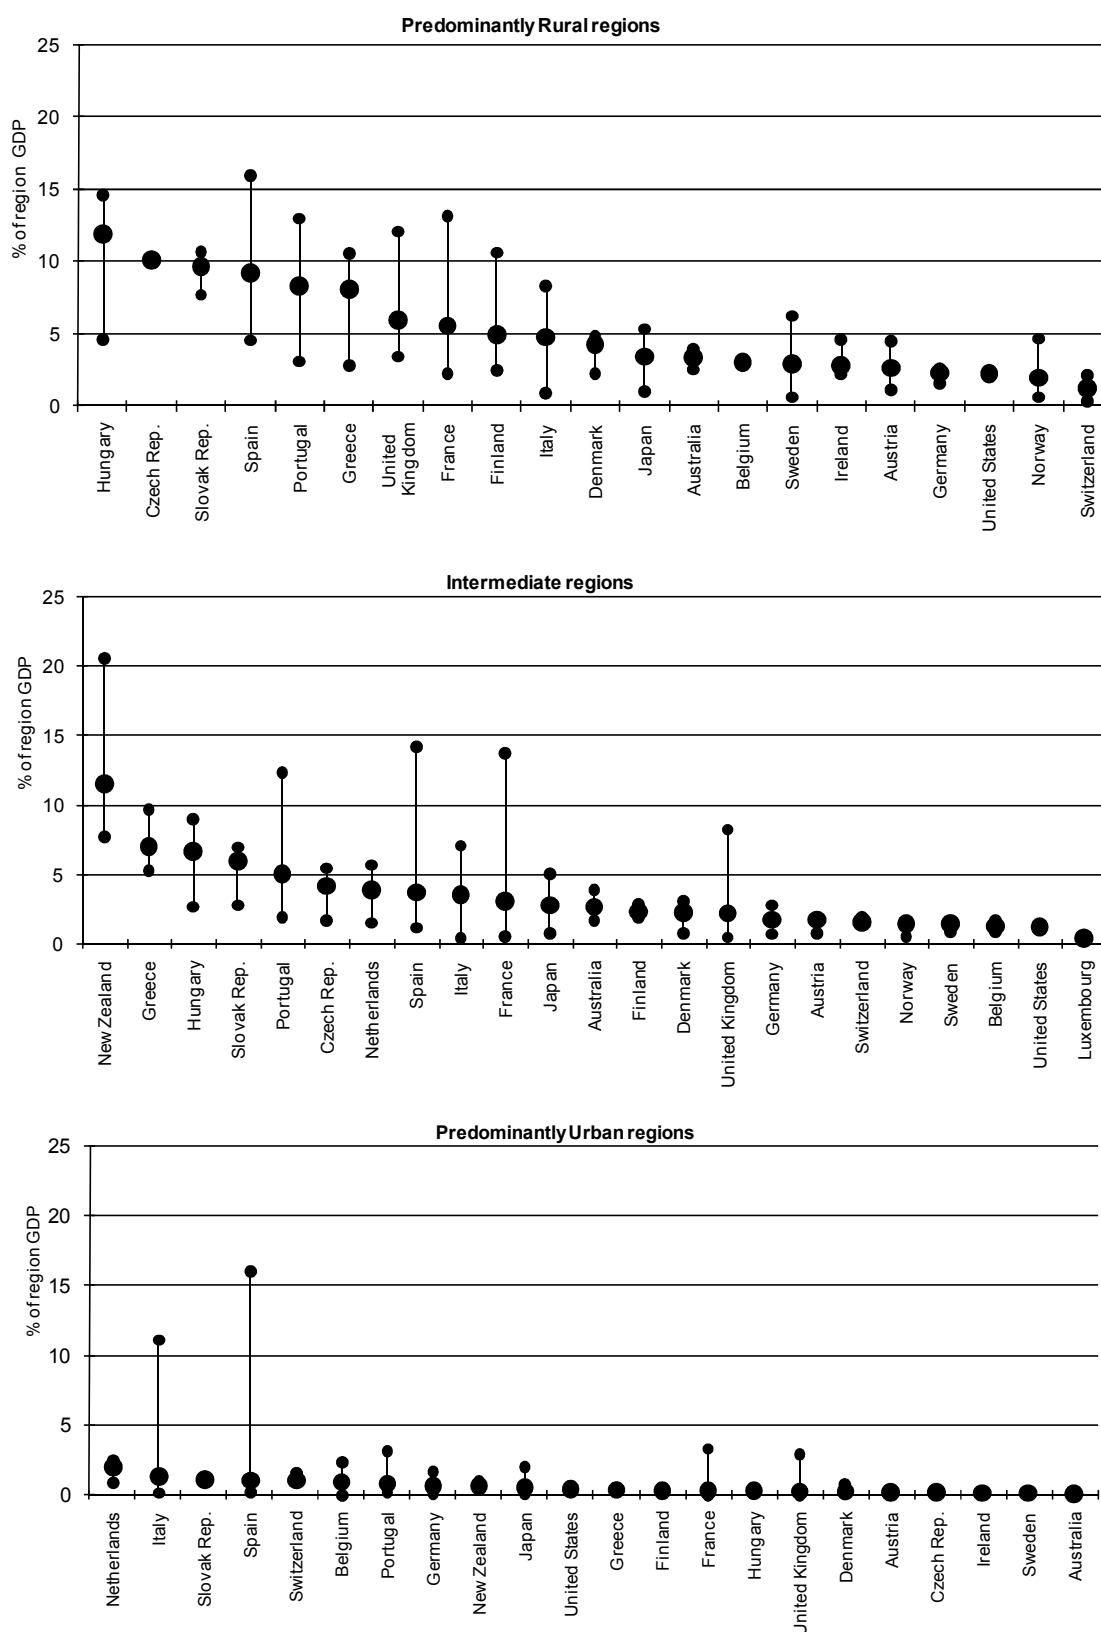 Predominantly Rural regions
% of region GDP
25
20
15
10
5
0
Hungary
Czech Rep.
Slovak Rep.
Spain
Portugal
Greece
United
Kingdom
France
Finland
Italy
Denmark
Japan
Australia
Belgium
Sweden
Ireland
Austria
Germany
United States
Norway
Switzerland
Intermediate regions
% of region GDP
25
20
15
10
5
0
New Zealand
Greece
Hungary
Slovak Rep.
Portugal
Czech Rep.
Netherlands
Spain
Italy
France
Japan
Australia
Finland
Denmark
United Kingdom
Germany
Austria
Switzerland
Norway
Sweden
Belgium
United States
Luxembourg
Predominantly Urban regions
% of region GDP
25
20
15
10
5
0
Netherlands
Italy
Slovak Rep.
Spain
Switzerland
Belgium
Portugal
Germany
New Zealand
Japan
United States
Greece
Finland
France
Hungary
United Kingdom
Denmark
Austria
Czech Rep.
Ireland
Sweden
Australia